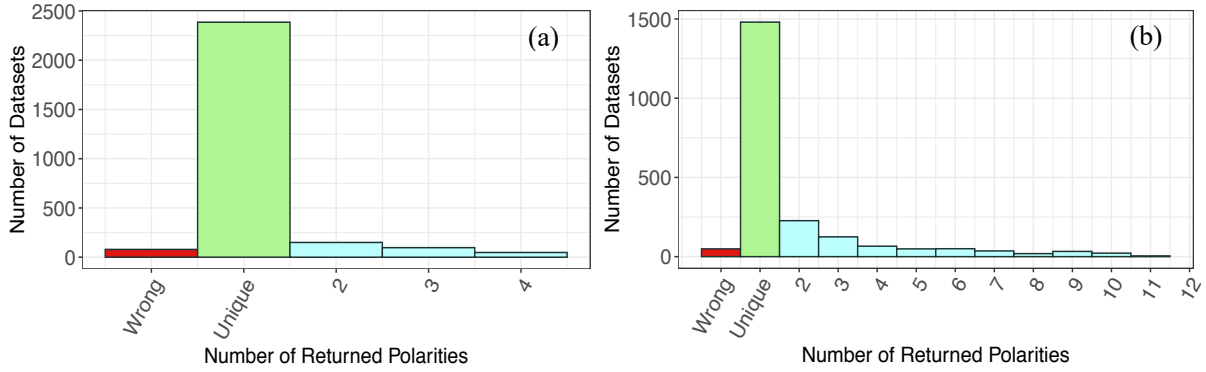 (a)
Number of Datasets
2500
2000
1500
1000
500
0
Wrong
Unique
2
3
4
Number of Returned Polarities
(b)
Number of Datasets
1500
1000
500
0
Wrong
Unique
2
3
4
5
6
7
8
9
10
11
12
Number of Returned Polarities